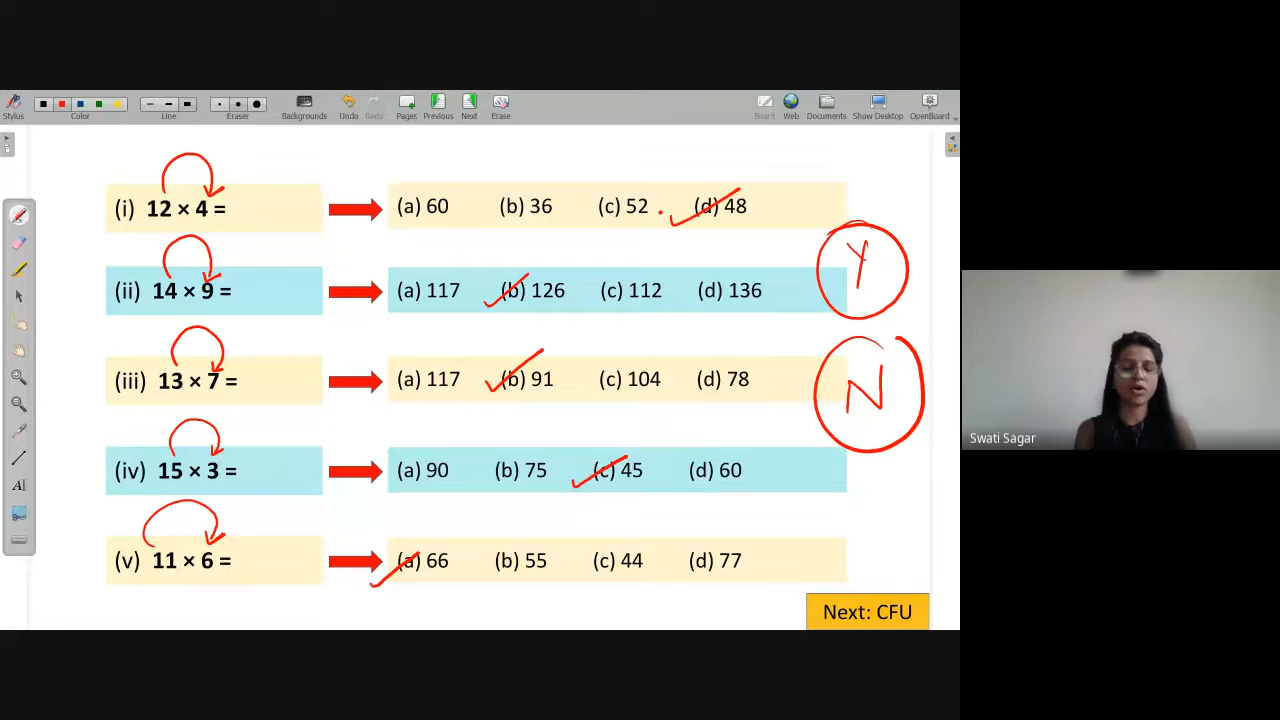 Stylus Color Line Eraser Backgrounds Undo Redo Pages Previous Next Erase Board Web Documents Show Desktop OpenBoard
(i) 12 × 4 = (a) 60 (b) 36 (c) 52 (d) 48
Y
(ii) 14 × 9 = (a) 117 (b) 126 (c) 112 (d) 136
(iii) 13 × 7 = (a) 117 (b) 91 (c) 104 (d) 78
N
(iv) 15 × 3 = (a) 90 (b) 75 (c) 45 (d) 60
(v) 11 × 6 = (a) 66 (b) 55 (c) 44 (d) 77
Next: CFU
Swati Sagar